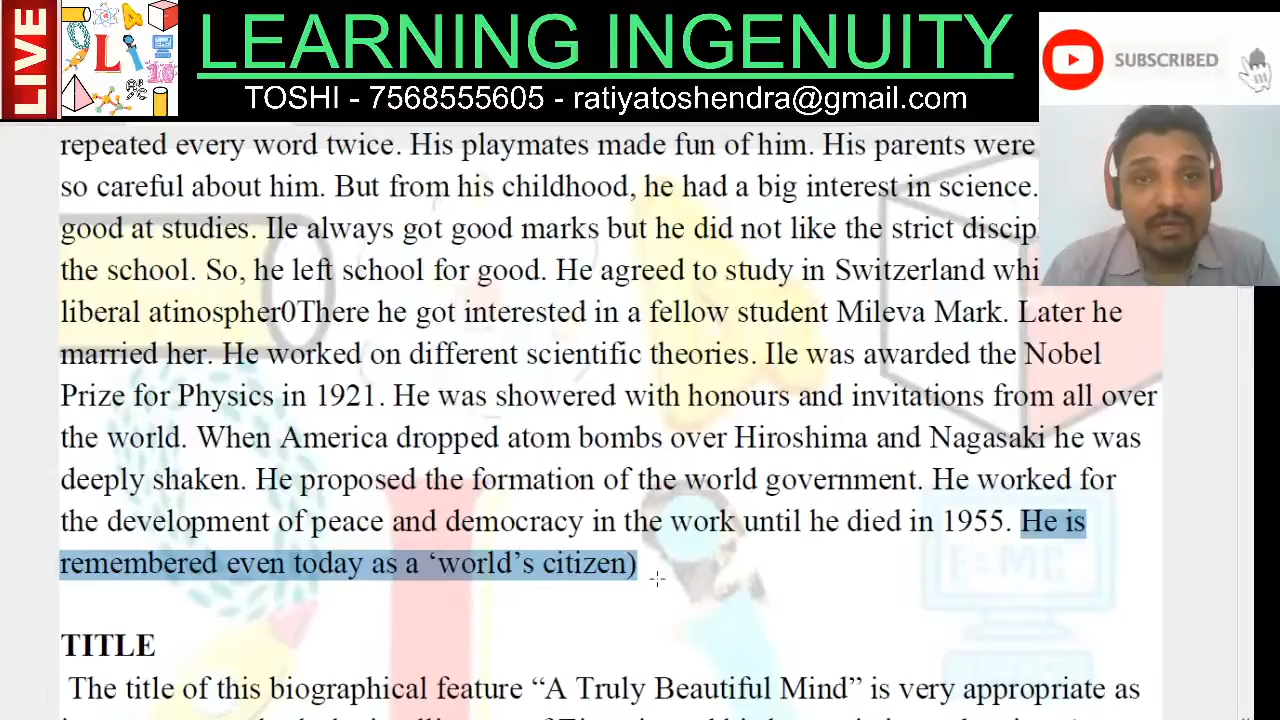 LIVE
LEARNING INGENUITY
TOSHI - 7568555605 - ratiyatoshendra@gmail.com
SUBSCRIBED
repeated every word twice. His playmates made fun of him. His parents were
so careful about him. But from his childhood, he had a big interest in science.
good at studies. Ile always got good marks but he did not like the strict discipl
the school. So, he left school for good. He agreed to study in Switzerland whi
liberal atinospher0There he got interested in a fellow student Mileva Mark. Later he
married her. He worked on different scientific theories. Ile was awarded the Nobel
Prize for Physics in 1921. He was showered with honours and invitations from all over
the world. When America dropped atom bombs over Hiroshima and Nagasaki he was
deeply shaken. He proposed the formation of the world government. He worked for
the development of peace and democracy in the work until he died in 1955. He is
remembered even today as a ‘world’s citizen)
TITLE
The title of this biographical feature “A Truly Beautiful Mind” is very appropriate as